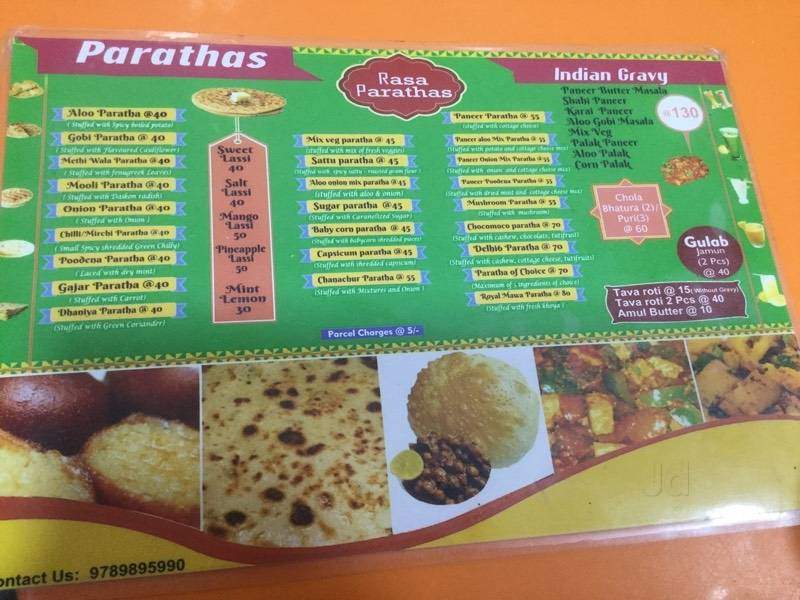 Parathas
Rasa
Parathas
Indian Gravy
Aloo Paratha @40
( Stuffed with Spicy boiled potato)
Gobi Paratha @ 40
( Stuffed with flavoured Cauliflower)
Methi Wala Paratha @40
( Stuffed with fenugreek Leaves)
Mooli Paratha @40
( Stuffed with Daikon radish)
Onion Paratha @40
( Stuffed with Onion )
Chilli/Mirchi Paratha @40
( Small Spicy shredded Green Chilly)
Poodena Paratha @40
( Laced with dry mint)
Gajar Paratha @40
( Stuffed with Carrot)
Dhaniya Paratha @ 40
(Stuffed with Green Coriander)
Sweet
Lassi
40
Salt
Lassi
40
Mango
Lassi
50
Pineapple
Lassi
50
Mint
Lemon
30
Mix veg paratha @ 45
(stuffed with mix of fresh veggies)
Sattu paratha @ 45
(Stuffed with spicy sattu - roasted gram flour)
Aloo onion mix paratha @45
(Stuffed with aloo & onion)
Sugar paratha @ 45
(Stuffed with Caramelized Sugar)
Baby corn paratha @ 45
(Stuffed with babycorn shredded pieces)
Capsicum paratha @ 45
(Stuffed with shredded capsicum)
Chanachur Paratha @ 55
(Stuffed with Mixtures and Onion )
Parcel Charges @ 5/-
Paneer Paratha @ 55
(Stuffed with cottage cheese)
Paneer aloo Mix Paratha @ 55
(Stuffed with potato and cottage cheese mix)
Paneer Onion Mix Paratha @ 55
(Stuffed with onion and cottage cheese mix)
Paneer Poodena Paratha @ 55
(Stuffed with dried mint and cottage cheese mix)
Mushroom Paratha @ 55
(Stuffed with mushroom)
Chocomoco paratha @ 70
(Stuffed with cashew, chocolate, tutifruti)
Delhib Paratha @ 70
(Stuffed with cashew, cottage cheese, tutifruti)
Paratha of Choice @ 70
(Maximum of 3 ingredients of choice)
Royal Mawa Paratha @ 80
(Stuffed with fresh khoya )
Paneer Butter Masala
Shahi Paneer
Karai Paneer
Aloo Gobi Masala
Mix Veg
Palak Paneer
Aloo Palak
Corn Palak
@130
Chola
Bhatura (2)/
Puri(3)
@ 60
Gulab
Jamun
(2 Pcs)
@ 40
Tava roti @ 15(Without Gravy)
Tava roti 2 Pcs @ 40
Amul Butter @ 10
Jd
ontact Us: 9789895990